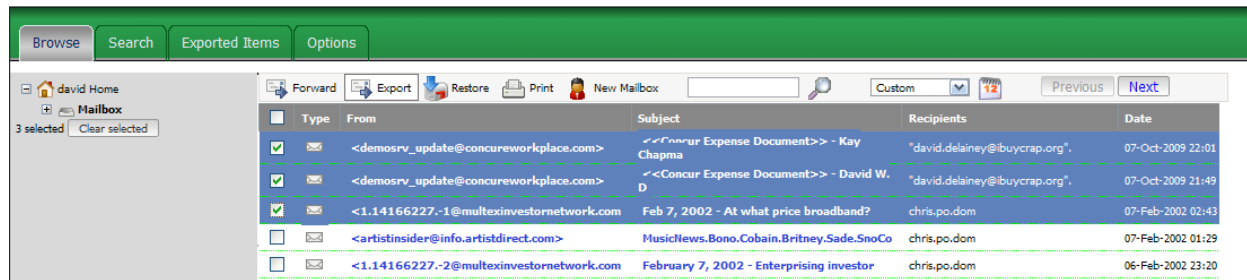 Browse Search Exported Items Options
david Home
Mailbox
3 selected Clear selected
Forward Export Restore Print New Mailbox Custom 12 Previous Next
Type From Subject Recipients Date
<demosrv_update@concureworkplace.com> <<Concur Expense Document>> - Kay Chapma "david.delainey@ibuycrap.org". 07-Oct-2009 22:01
<demosrv_update@concureworkplace.com> <<Concur Expense Document>> - David W. D "david.delainey@ibuycrap.org". 07-Oct-2009 21:49
<1.14166227.-1@multexinvestornetwork.com Feb 7, 2002 - At what price broadband? chris.po.dom 07-Feb-2002 02:43
<artistinsider@info.artistdirect.com> MusicNews.Bono.Cobain.Britney.Sade.SnoCo chris.po.dom 07-Feb-2002 01:29
<1.14166227.-2@multexinvestornetwork.com February 7, 2002 - Enterprising investor chris.po.dom 06-Feb-2002 23:20